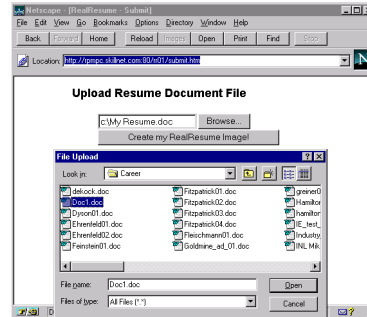 Netscape - [RealResume - Submit]
File Edit View Go Bookmarks Options Directory Window Help
Back Forward Home Reload Images Open Print Find Stop
Location: http://rpmpc.skillnet.com:80/rr01/submit.htm
N
Upload Resume Document File
c:\My Resume.doc Browse...
Create my RealResume Image!
File Upload
Look in: Career
dekock.doc Fitzpatrick01.doc greiner0
Doc1.doc Fitzpatrick02.doc Hamilton
Dyson01.doc Fitzpatrick03.doc hamilton
Ehrenfeld01.doc Fitzpatrick04.doc IE_test_
Ehrenfeld02.doc Fleischmann01.doc Industry_
Feinstein01.doc Goldmine_ad_01.doc INL Mik
File name: Doc1.doc Open
Files of type: All Files (*.*) Cancel
D